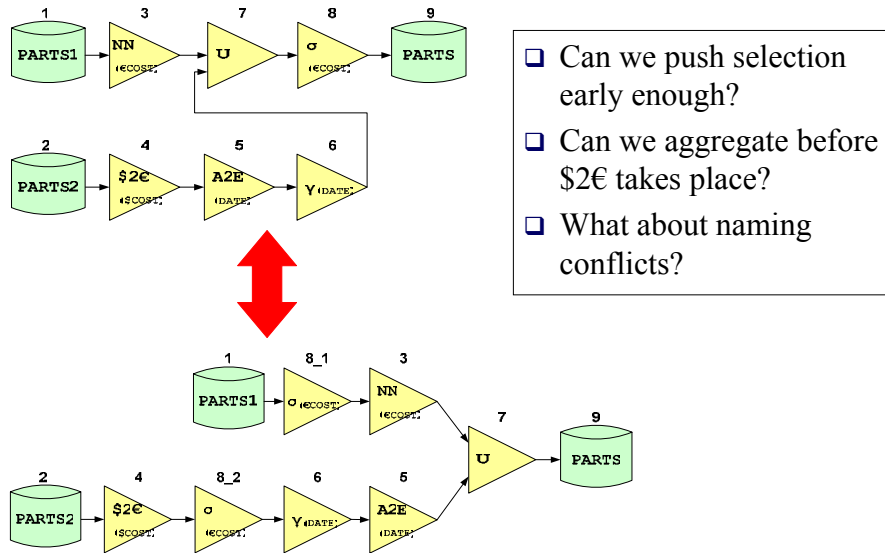 1 3 7 8 9
PARTS1 NN U σ PARTS
(€COST) (€COST)
2 4 5 6
PARTS2 $2€ A2E γ (DATE)
($COST) (DATE)
❑ Can we push selection
early enough?
❑ Can we aggregate before
$2€ takes place?
❑ What about naming
conflicts?
1 8_1 3
PARTS1 σ (€COST) NN
(€COST)
7 9
U PARTS
2 4 8_2 6 5
PARTS2 $2€ σ γ (DATE) A2E
($COST) (€COST) (DATE)